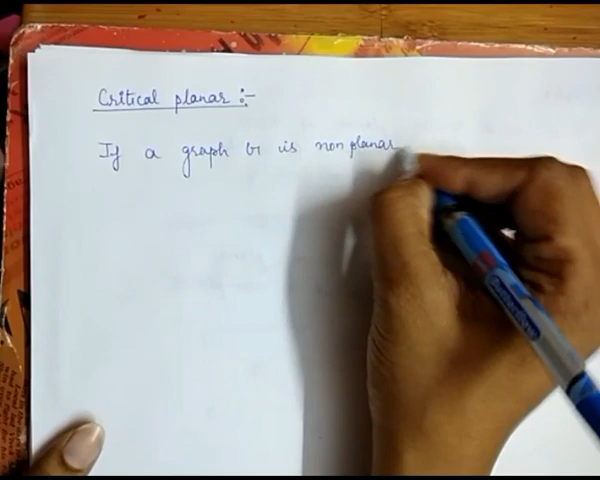 Critical planar :-
If a graph G is non planar